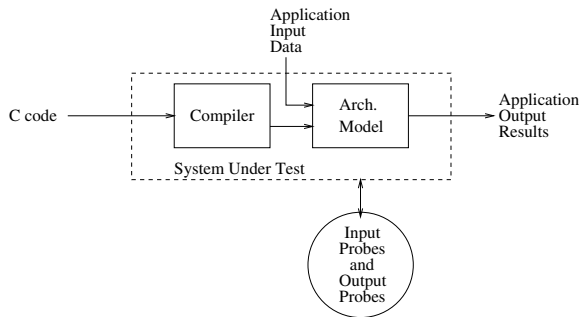 Application
Input
Data
C code
Compiler
Arch.
Model
Application
Output
Results
System Under Test
Input
Probes
and
Output
Probes